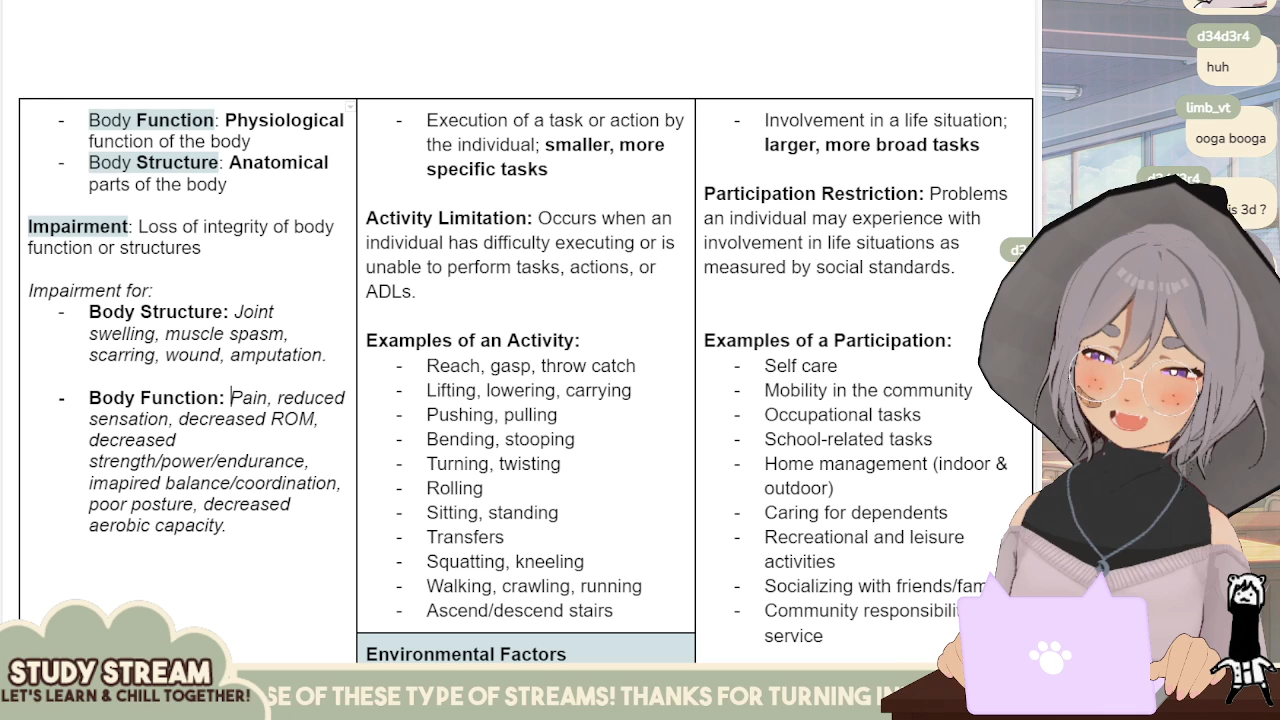 - Body Function: Physiological
function of the body
- Body Structure: Anatomical
parts of the body
Impairment: Loss of integrity of body
function or structures
Impairment for:
- Body Structure: Joint
swelling, muscle spasm,
scarring, wound, amputation.
- Body Function: Pain, reduced
sensation, decreased ROM,
decreased
strength/power/endurance,
imapired balance/coordination,
poor posture, decreased
aerobic capacity.
- Execution of a task or action by
the individual; smaller, more
specific tasks
Activity Limitation: Occurs when an
individual has difficulty executing or is
unable to perform tasks, actions, or
ADLs.
Examples of an Activity:
- Reach, gasp, throw catch
- Lifting, lowering, carrying
- Pushing, pulling
- Bending, stooping
- Turning, twisting
- Rolling
- Sitting, standing
- Transfers
- Squatting, kneeling
- Walking, crawling, running
- Ascend/descend stairs
Environmental Factors
- Involvement in a life situation;
larger, more broad tasks
Participation Restriction: Problems
an individual may experience with
involvement in life situations as
measured by social standards.
Examples of a Participation:
- Self care
- Mobility in the community
- Occupational tasks
- School-related tasks
- Home management (indoor &
outdoor)
- Caring for dependents
- Recreational and leisure
activities
- Socializing with friends/fam
- Community responsibili
service
d34d3r4
huh
limb_vt
ooga booga
is 3d ?
STUDY STREAM
LET'S LEARN & CHILL TOGETHER!
SE OF THESE TYPE OF STREAMS! THANKS FOR TURNING IN